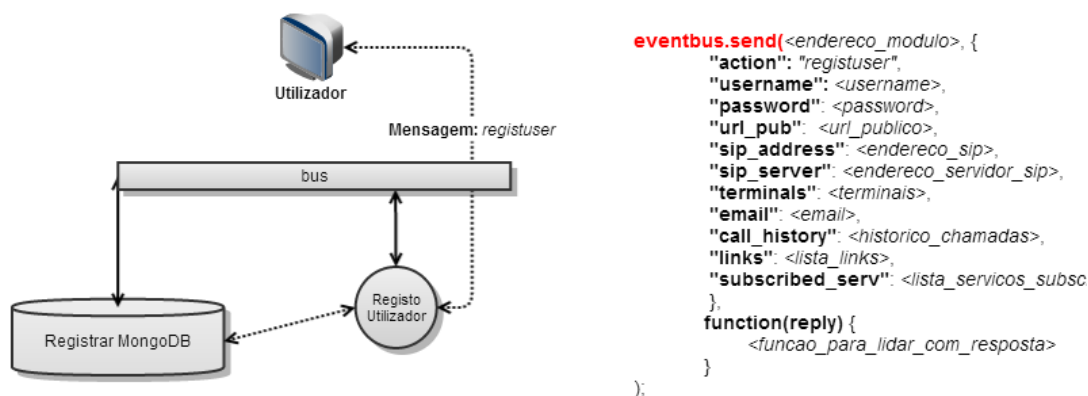 Utilizador
Mensagem: registuser
bus
Registo
Utilizador
Registrar MongoDB
eventbus.send(<endereco_modulo>, {
"action": "registuser",
"username": <username>,
"password": <password>,
"url_pub": <url_publico>,
"sip_address": <endereco_sip>,
"sip_server": <endereco_servidor_sip>,
"terminals": <terminais>,
"email": <email>,
"call_history": <historico_chamadas>,
"links": <lista_links>,
"subscribed_serv": <lista_servicos_subsc
},
function(reply) {
<funcao_para_lidar_com_resposta>
}
);